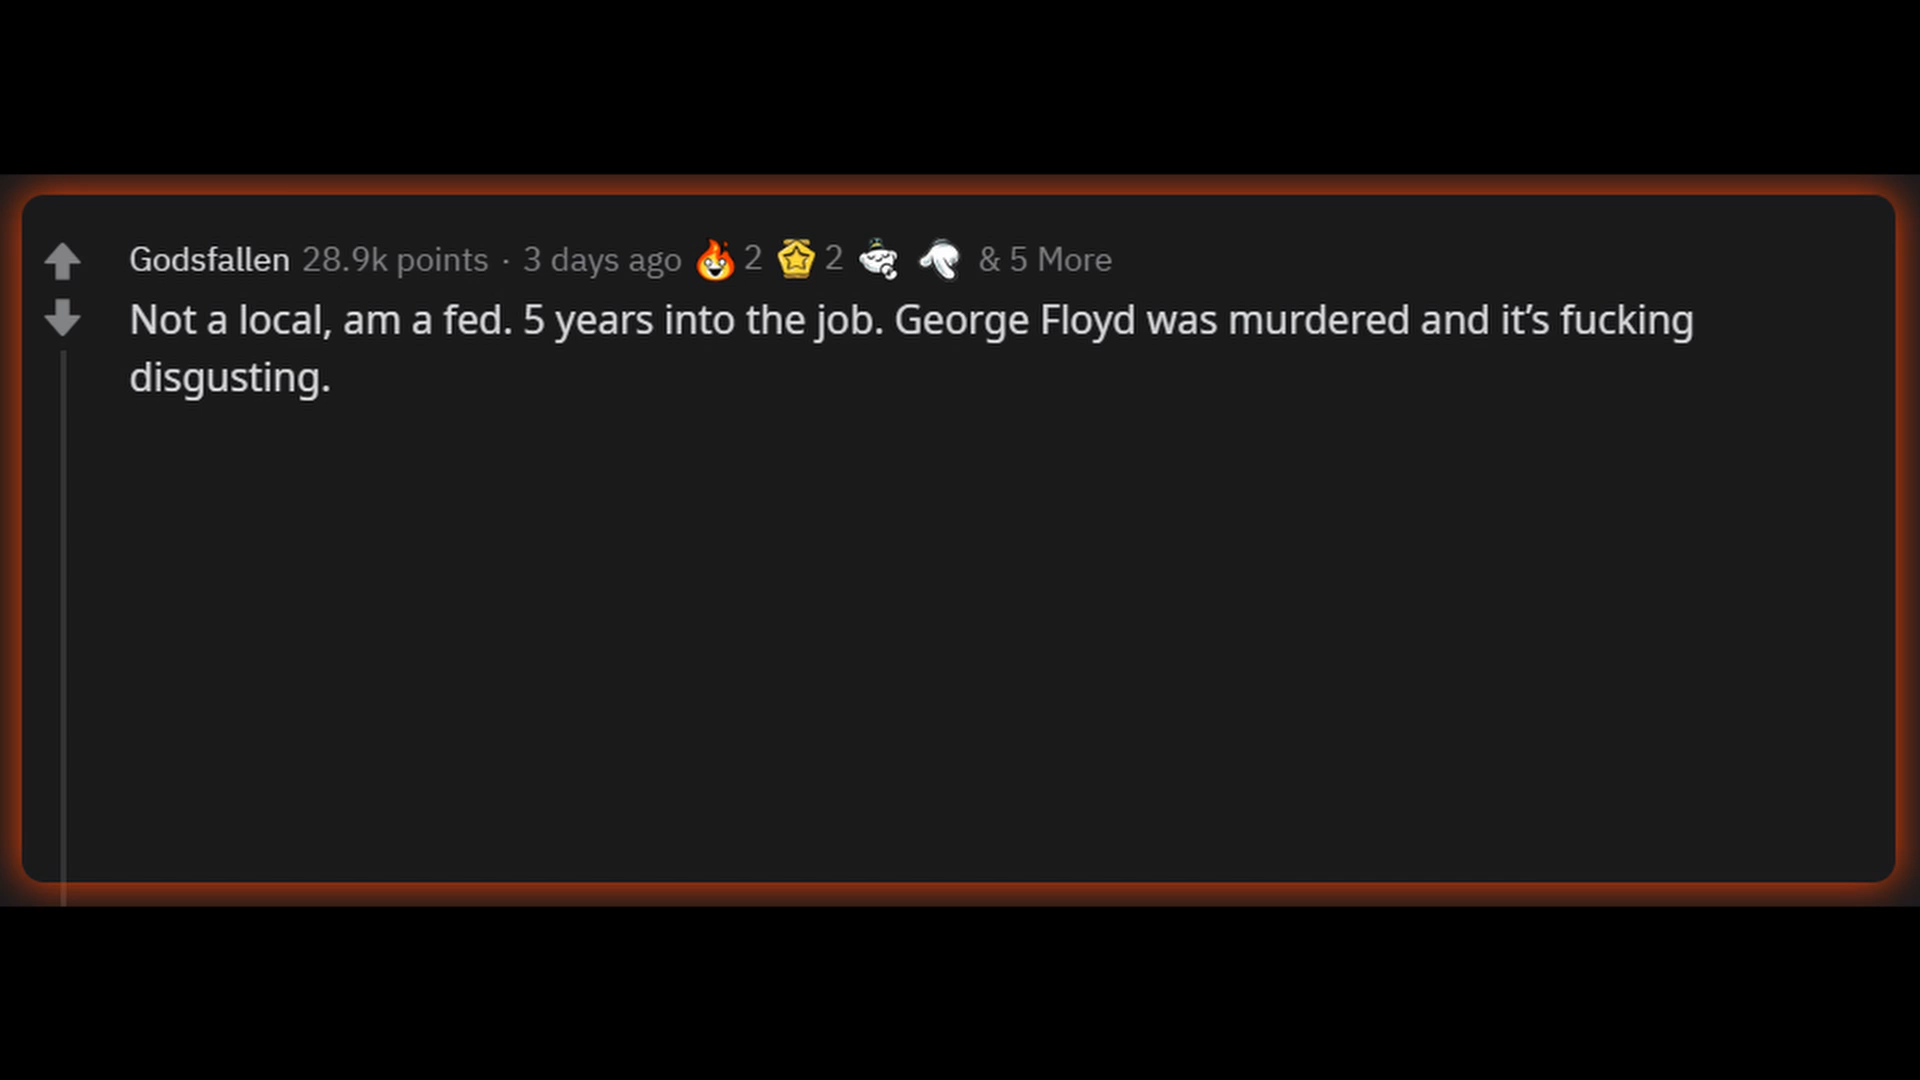 Godsfallen 28.9k points · 3 days ago 2 2 & 5 More
Not a local, am a fed. 5 years into the job. George Floyd was murdered and it’s fucking
disgusting.